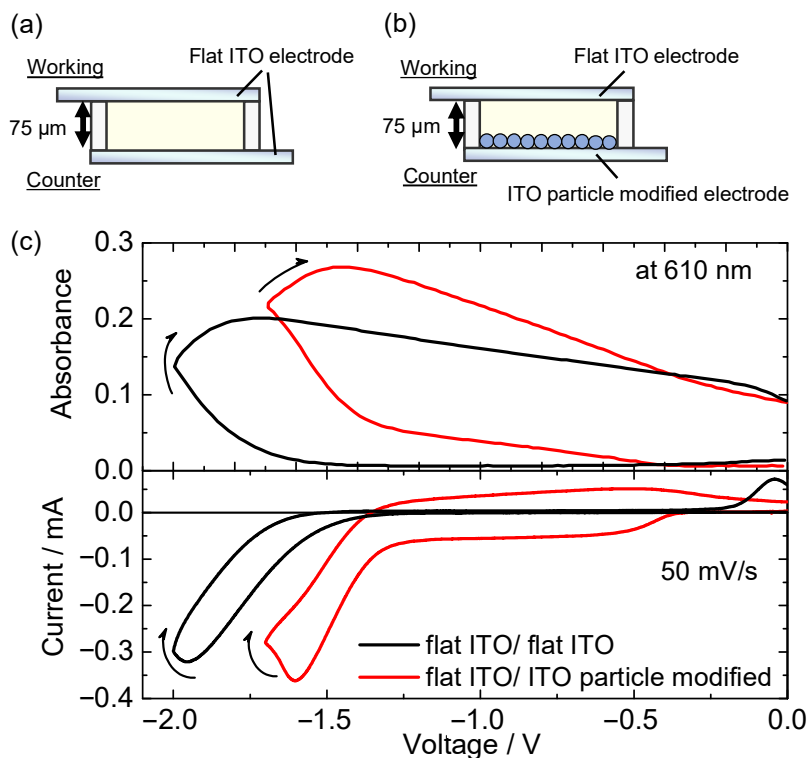 (a)
Working
Flat ITO electrode
75 μm
Counter
(b)
Working
Flat ITO electrode
75 μm
Counter
ITO particle modified electrode
(c)
at 610 nm
Absorbance
0.3
0.2
0.1
0.0
Current / mA
0.0
−0.1
−0.2
−0.3
−0.4
50 mV/s
flat ITO/ flat ITO
flat ITO/ ITO particle modified
−2.0 −1.5 −1.0 −0.5 0.0
Voltage / V